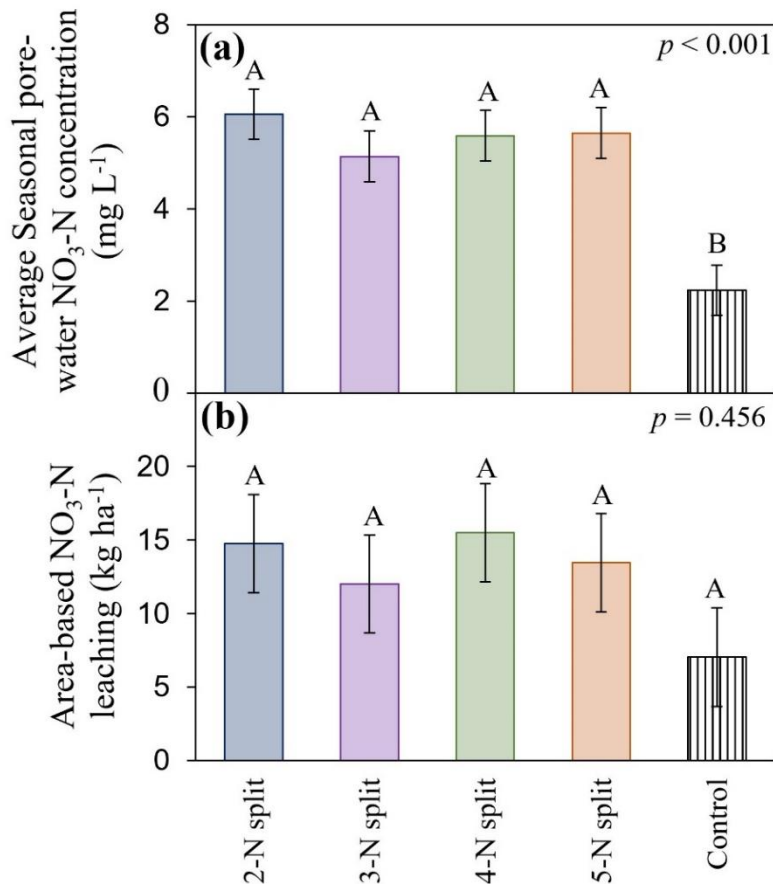 (a)
p < 0.001
Average Seasonal pore-
water NO₃-N concentration
(mg L⁻¹)
8
6
4
2
0
A
A
A
A
B
(b)
p = 0.456
Area-based NO₃-N
leaching (kg ha⁻¹)
20
15
10
5
0
A
A
A
A
A
2-N split
3-N split
4-N split
5-N split
Control